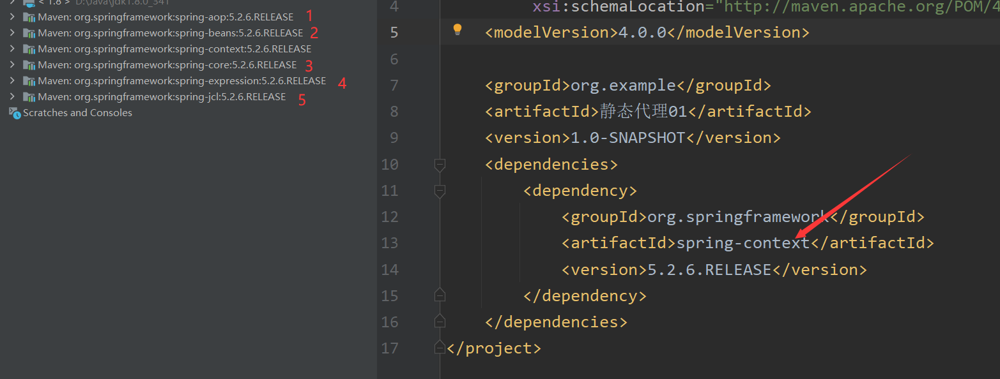 < 1.8 > D:\Java\jdk1.8.0_341
Maven: org.springframework:spring-aop:5.2.6.RELEASE 1
Maven: org.springframework:spring-beans:5.2.6.RELEASE 2
Maven: org.springframework:spring-context:5.2.6.RELEASE
Maven: org.springframework:spring-core:5.2.6.RELEASE 3
Maven: org.springframework:spring-expression:5.2.6.RELEASE 4
Maven: org.springframework:spring-jcl:5.2.6.RELEASE 5
Scratches and Consoles
4 xsi:schemaLocation="http://maven.apache.org/POM/4
5 <modelVersion>4.0.0</modelVersion>
6
7 <groupId>org.example</groupId>
8 <artifactId>静态代理01</artifactId>
9 <version>1.0-SNAPSHOT</version>
10 <dependencies>
11 <dependency>
12 <groupId>org.springframework</groupId>
13 <artifactId>spring-context</artifactId>
14 <version>5.2.6.RELEASE</version>
15 </dependency>
16 </dependencies>
17 </project>